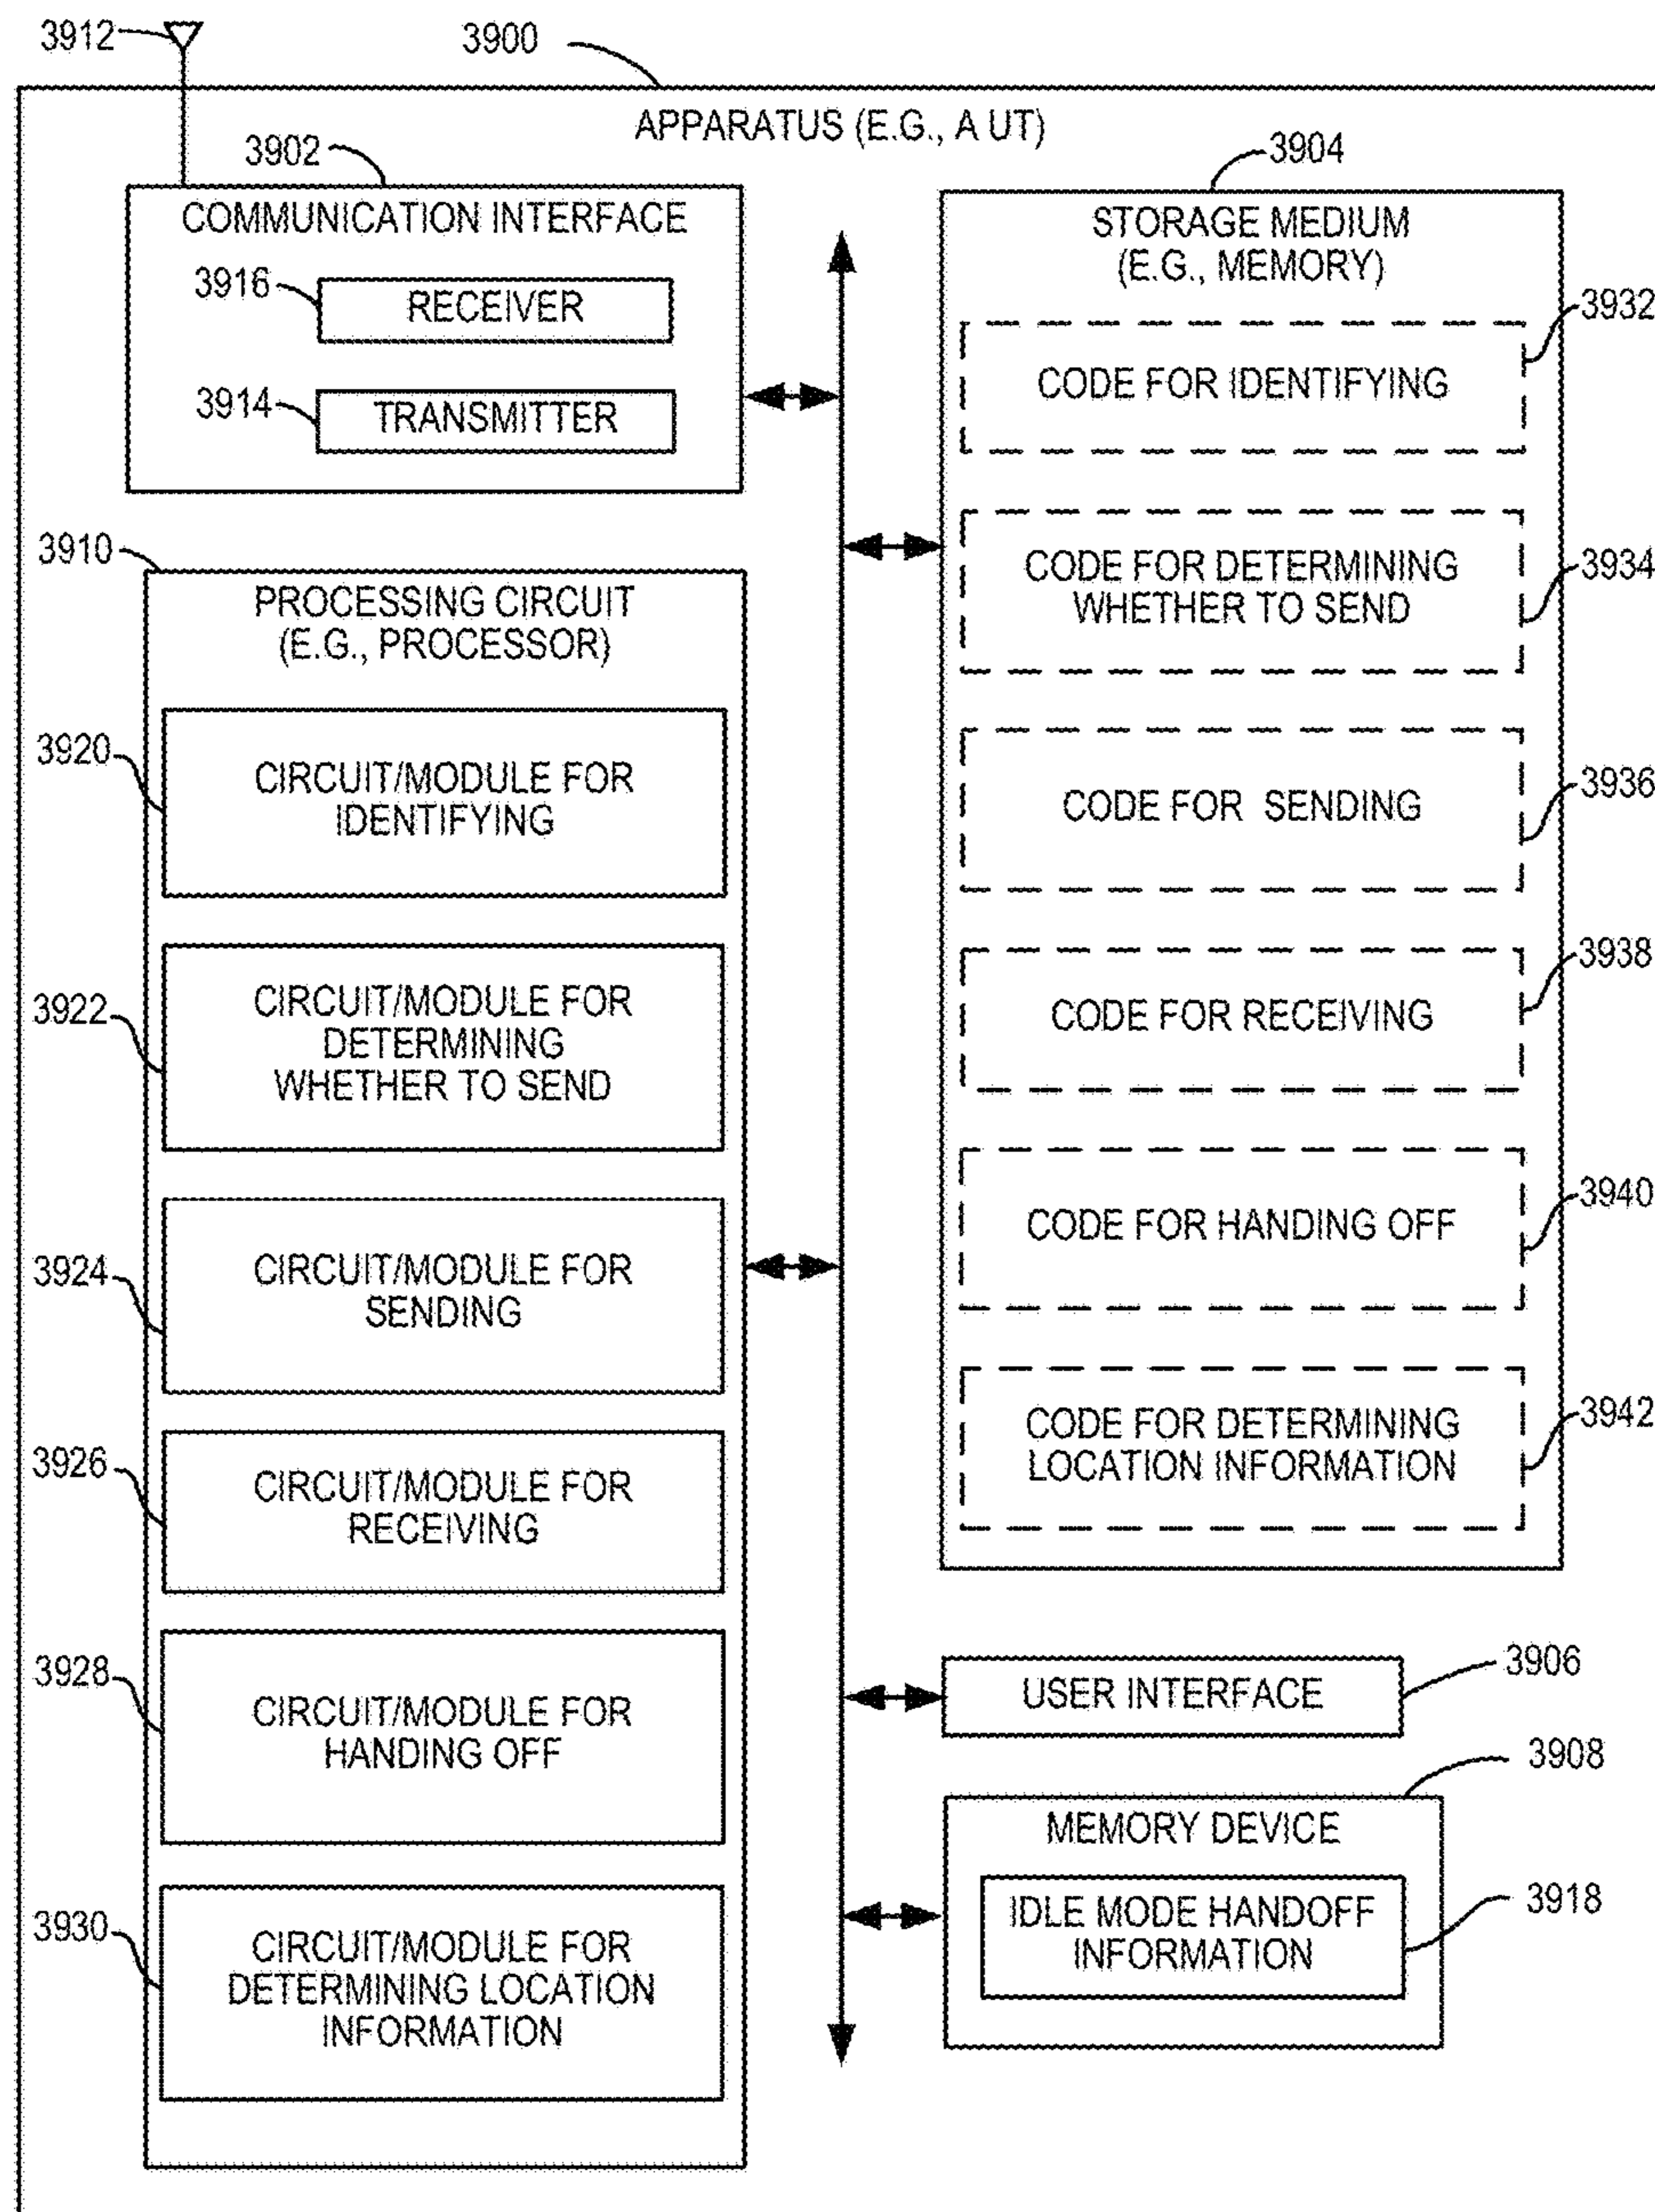 3912
3900
APPARATUS (E.G., A UT)
3902
COMMUNICATION INTERFACE
3916
RECEIVER
3914
TRANSMITTER
3910
PROCESSING CIRCUIT
(E.G., PROCESSOR)
3920
CIRCUIT/MODULE FOR
IDENTIFYING
3922
CIRCUIT/MODULE FOR
DETERMINING
WHETHER TO SEND
3924
CIRCUIT/MODULE FOR
SENDING
3926
CIRCUIT/MODULE FOR
RECEIVING
3928
CIRCUIT/MODULE FOR
HANDING OFF
3930
CIRCUIT/MODULE FOR
DETERMINING LOCATION
INFORMATION
3904
STORAGE MEDIUM
(E.G., MEMORY)
3932
CODE FOR IDENTIFYING
3934
CODE FOR DETERMINING
WHETHER TO SEND
3936
CODE FOR SENDING
3938
CODE FOR RECEIVING
3940
CODE FOR HANDING OFF
3942
CODE FOR DETERMINING
LOCATION INFORMATION
3906
USER INTERFACE
3908
MEMORY DEVICE
3918
IDLE MODE HANDOFF
INFORMATION